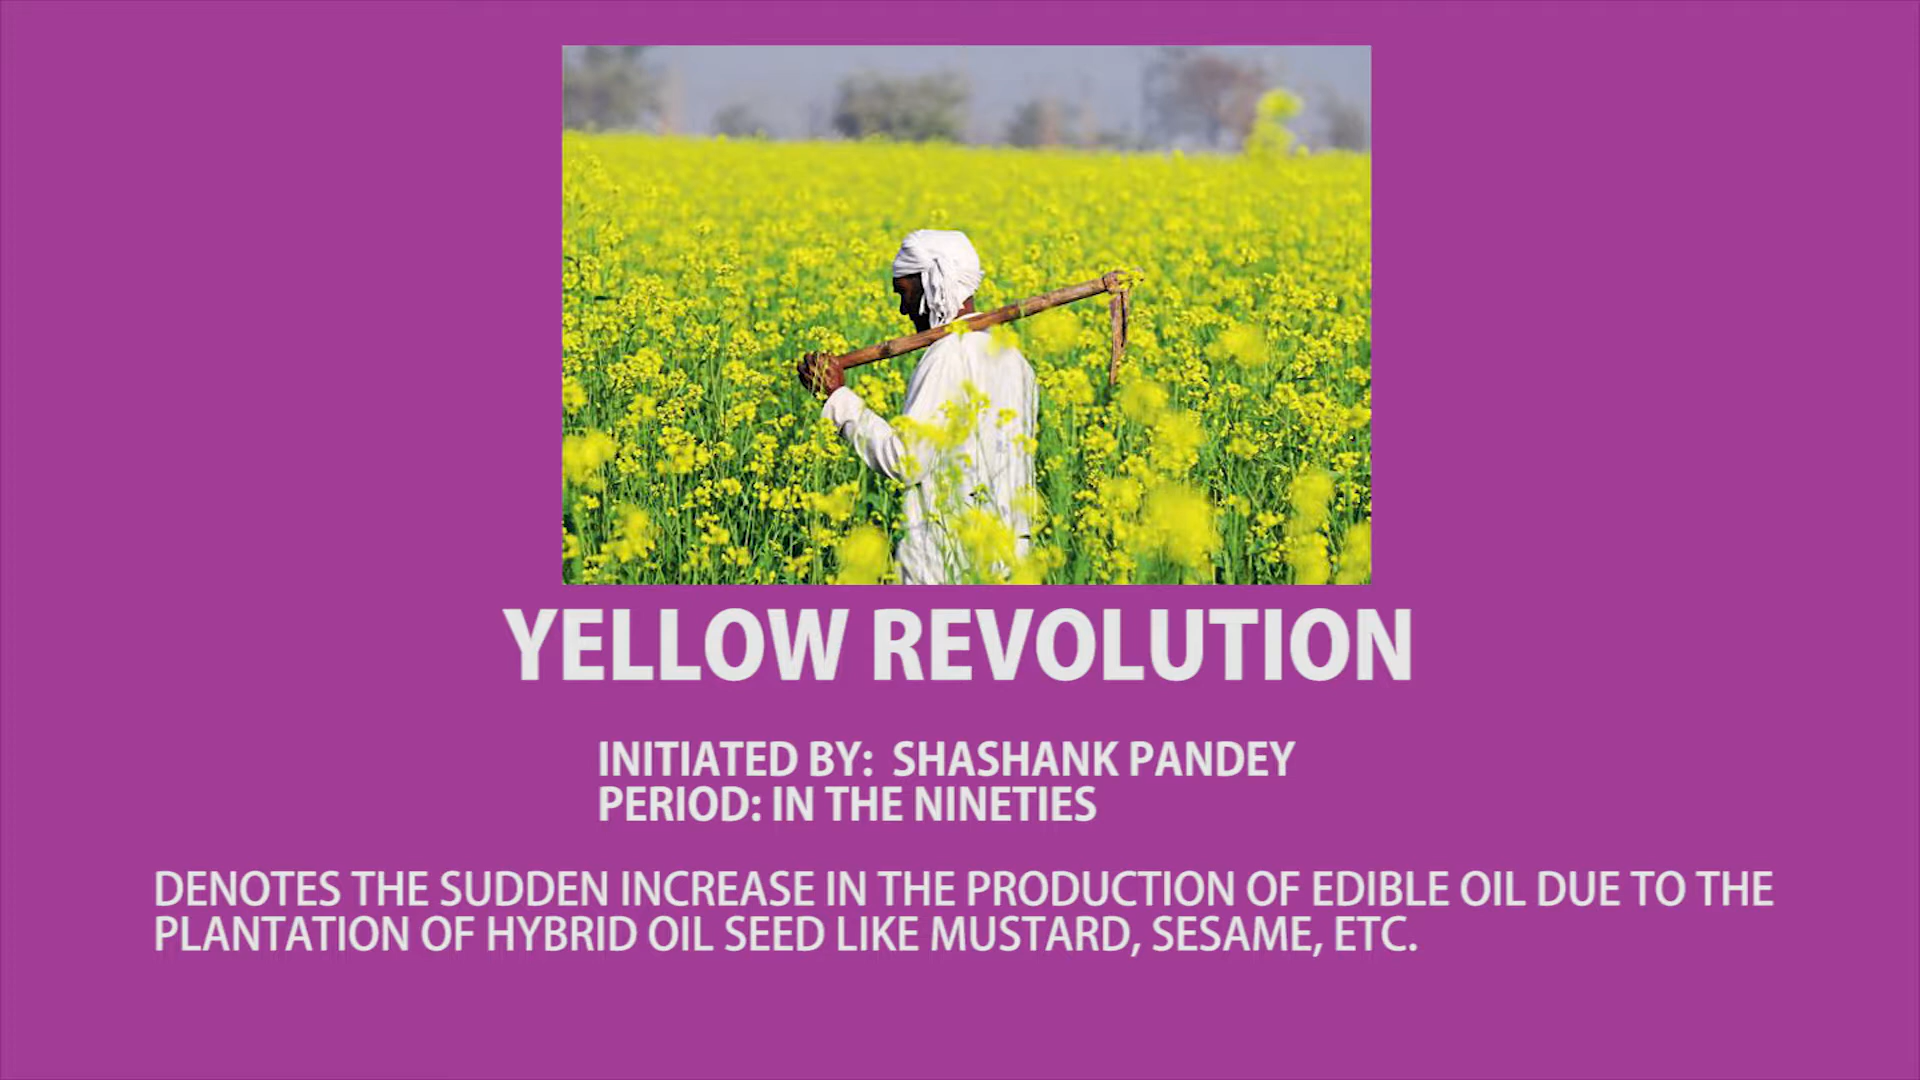 YELLOW REVOLUTION
INITIATED BY: SHASHANK PANDEY
PERIOD: IN THE NINETIES
DENOTES THE SUDDEN INCREASE IN THE PRODUCTION OF EDIBLE OIL DUE TO THE
PLANTATION OF HYBRID OIL SEED LIKE MUSTARD, SESAME, ETC.